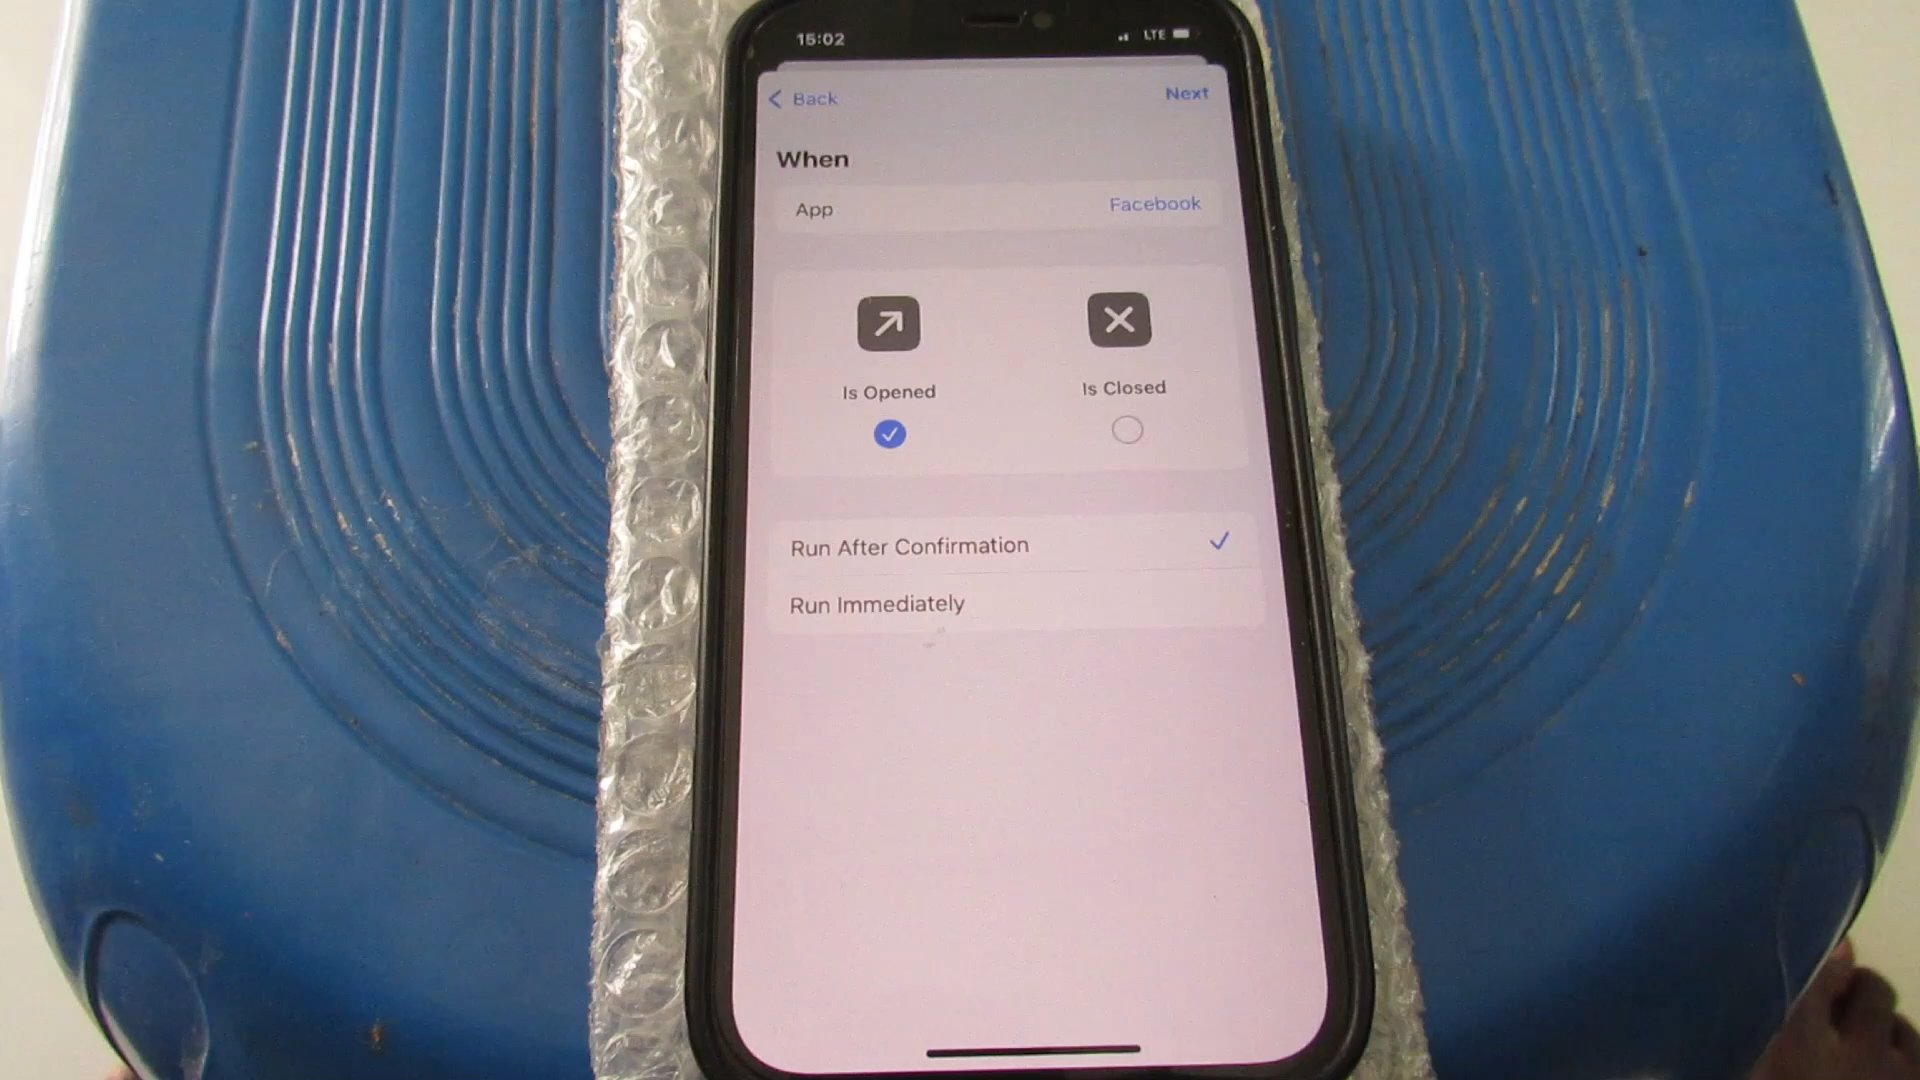 15:02 LTE
Back Next
When
App Facebook
Is Opened Is Closed
Run After Confirmation
Run Immediately